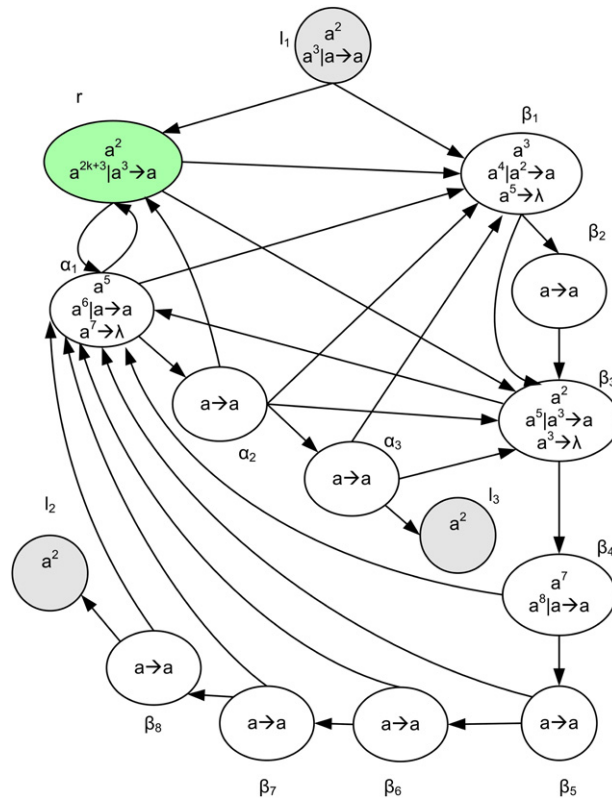 l₁
a²
a³|a→a
r
a²
a²ᵏ⁺³|a³→a
β₁
a³
a⁴|a²→a
a⁵→λ
β₂
a→a
α₁
a⁵
a⁶|a→a
a⁷→λ
β₃
a²
a⁵|a³→a
a³→λ
a→a
α₂
α₃
a→a
l₃
a²
l₂
a²
β₄
a⁷
a⁸|a→a
a→a
β₈
a→a
β₇
a→a
β₆
a→a
β₅